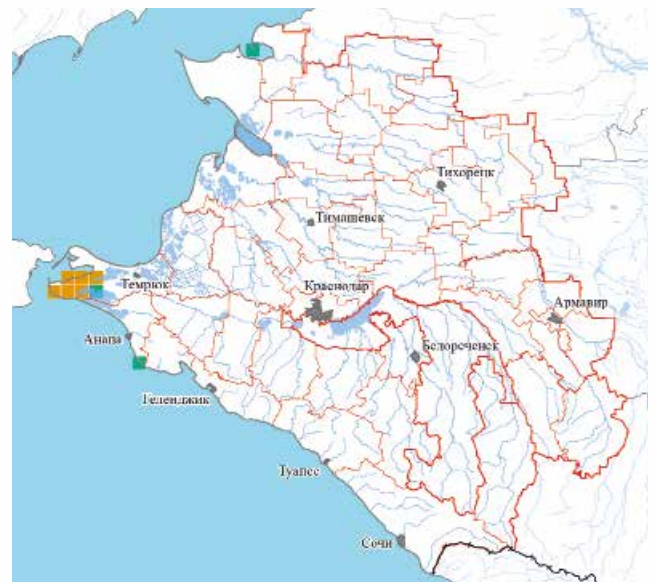 Тихорецк
Тимашевск
Темрюк
Краснодар
Армавир
Анапа
Белореченск
Геленджик
Туапсе
Сочи